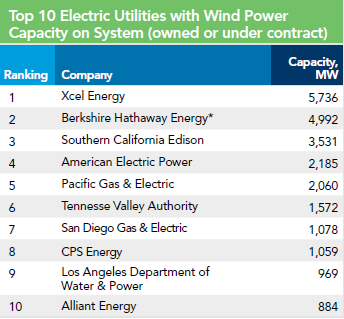 Top 10 Electric Utilities with Wind Power
Capacity on System (owned or under contract)
Ranking Company Capacity,
MW
1 Xcel Energy 5,736
2 Berkshire Hathaway Energy* 4,992
3 Southern California Edison 3,531
4 American Electric Power 2,185
5 Pacific Gas & Electric 2,060
6 Tennesse Valley Authority 1,572
7 San Diego Gas & Electric 1,078
8 CPS Energy 1,059
9 Los Angeles Department of 969
Water & Power
10 Alliant Energy 884